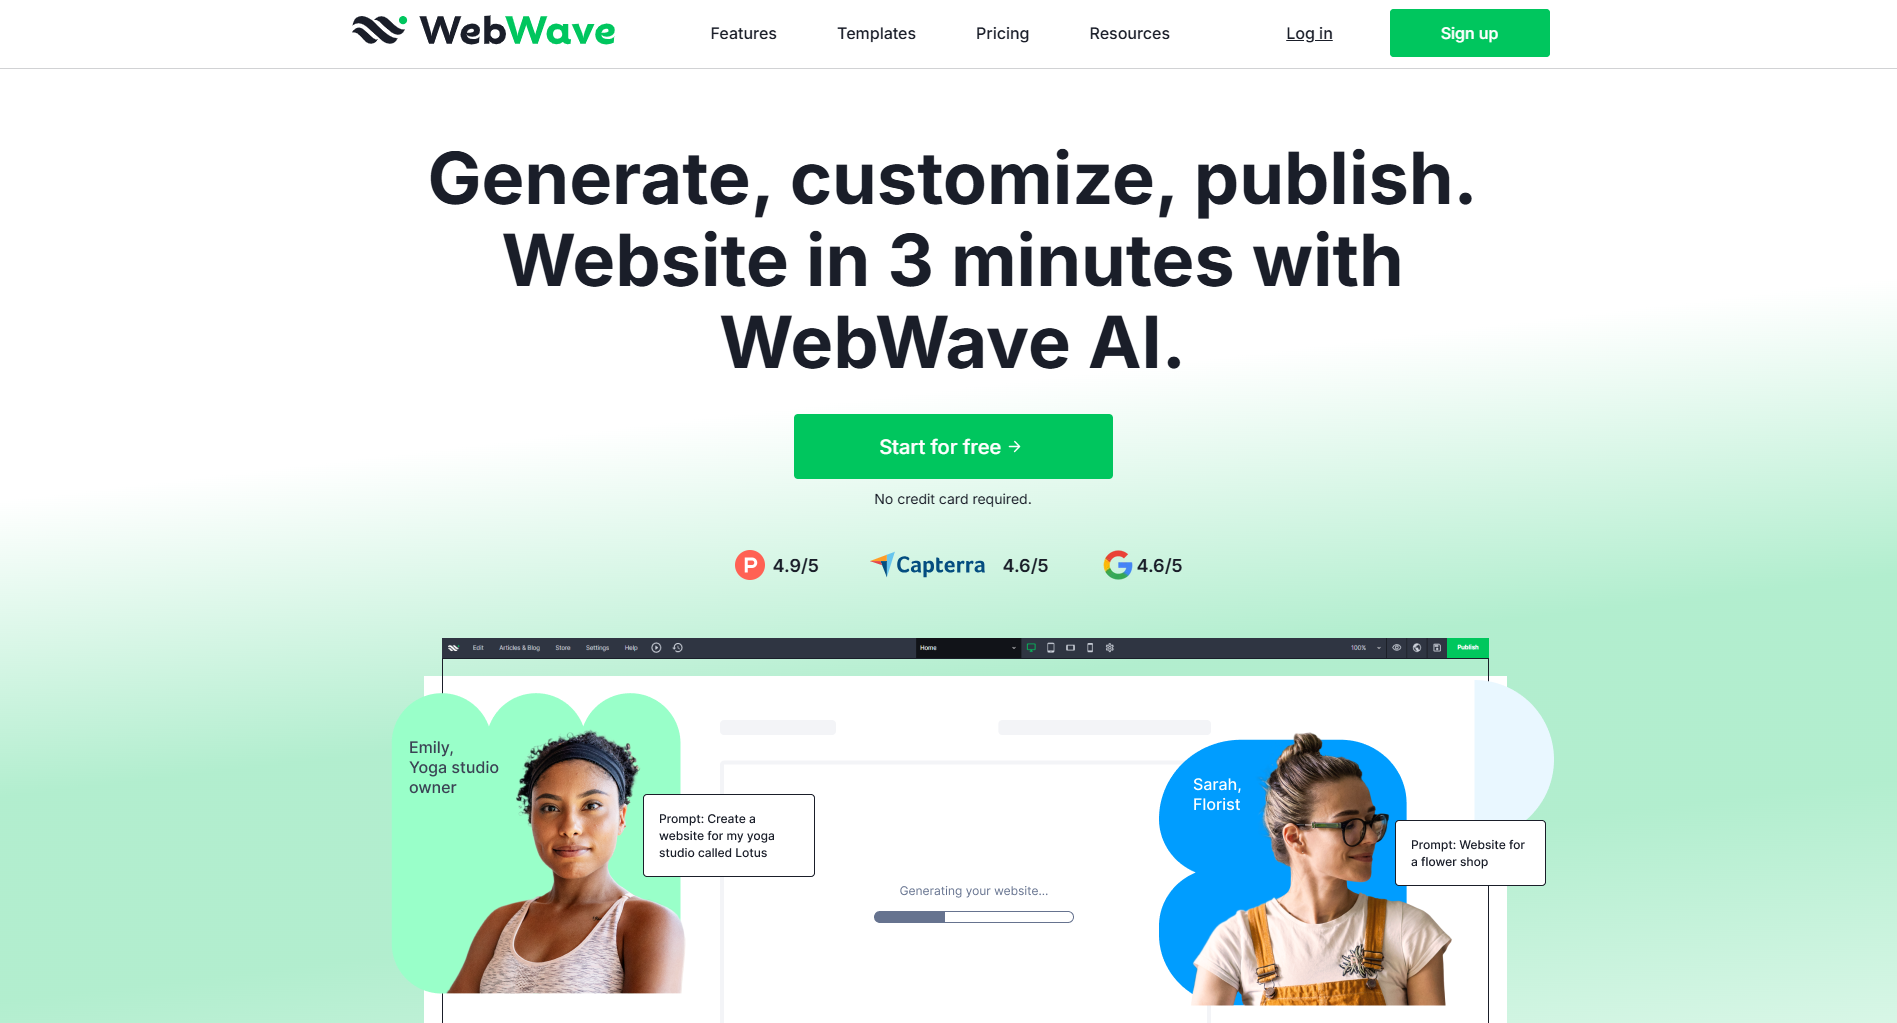 WebWave
Features
Templates
Pricing
Resources
Log in
Sign up
Generate, customize, publish.
Website in 3 minutes with
WebWave AI.
Start for free →
No credit card required.
P 4.9/5
Capterra 4.6/5
G 4.6/5
Edit
Articles & Blog
Store
Settings
Help
Home
100%
Publish
Emily,
Yoga studio
owner
Prompt: Create a
website for my yoga
studio called Lotus
Generating your website...
Sarah,
Florist
Prompt: Website for
a flower shop